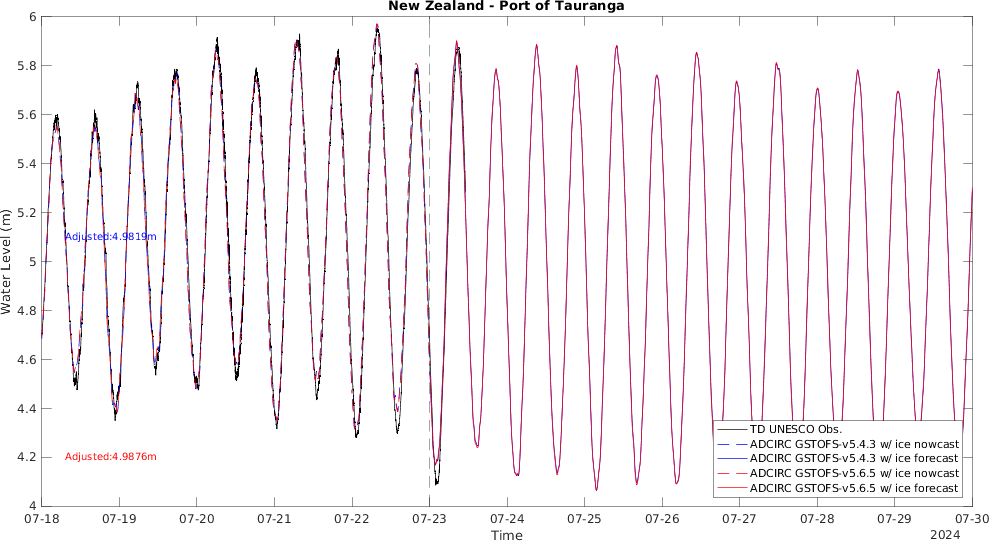 New Zealand - Port of Tauranga
6
5.8
5.6
5.4
5.2
5
4.8
4.6
4.4
4.2
4
Water Level (m)
Adjusted:4.9819m
Adjusted:4.9876m
TD UNESCO Obs.
ADCIRC GSTOFS-v5.4.3 w/ ice nowcast
ADCIRC GSTOFS-v5.4.3 w/ ice forecast
ADCIRC GSTOFS-v5.6.5 w/ ice nowcast
ADCIRC GSTOFS-v5.6.5 w/ ice forecast
07-18 07-19 07-20 07-21 07-22 07-23 07-24 07-25 07-26 07-27 07-28 07-29 07-30
Time
2024